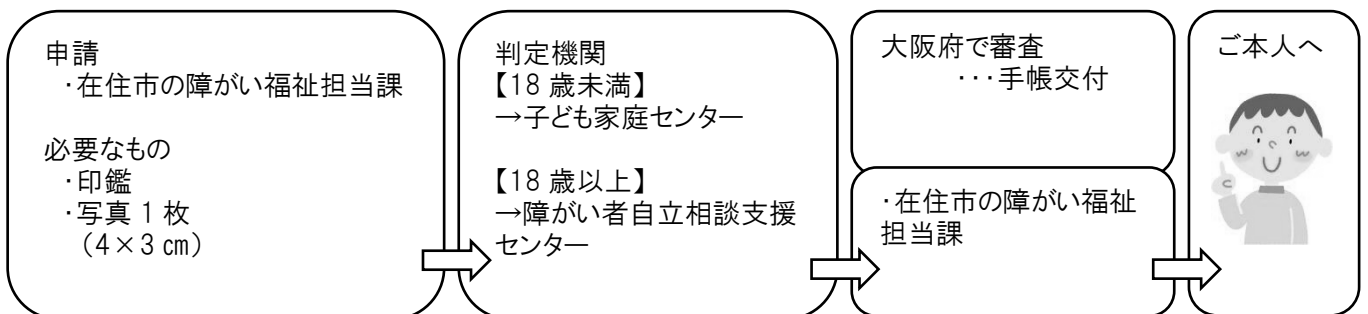 申請
・在住市の障がい福祉担当課
必要なもの
・印鑑
・写真 1 枚
（4×3 ㎝）
判定機関
【18 歳未満】
→子ども家庭センター
【18 歳以上】
→障がい者自立相談支援
センター
大阪府で審査
・・・手帳交付
・在住市の障がい福祉
担当課
ご本人へ